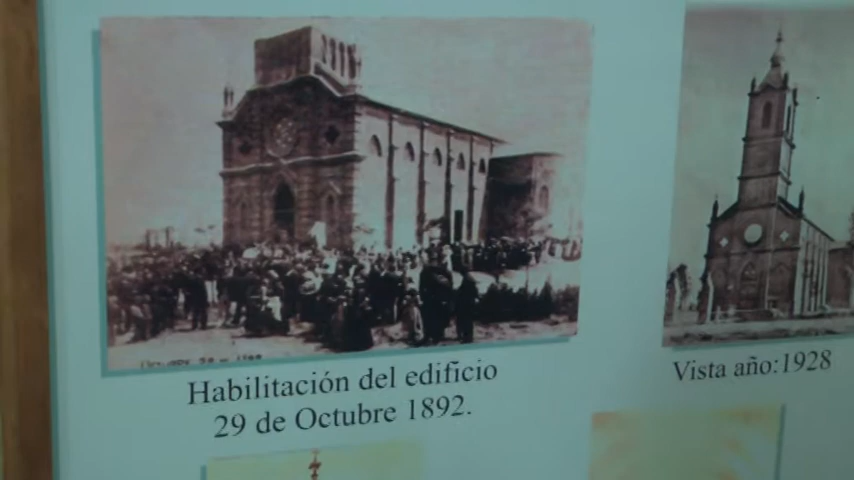 Habilitación del edificio
29 de Octubre 1892.
Vista año:1928